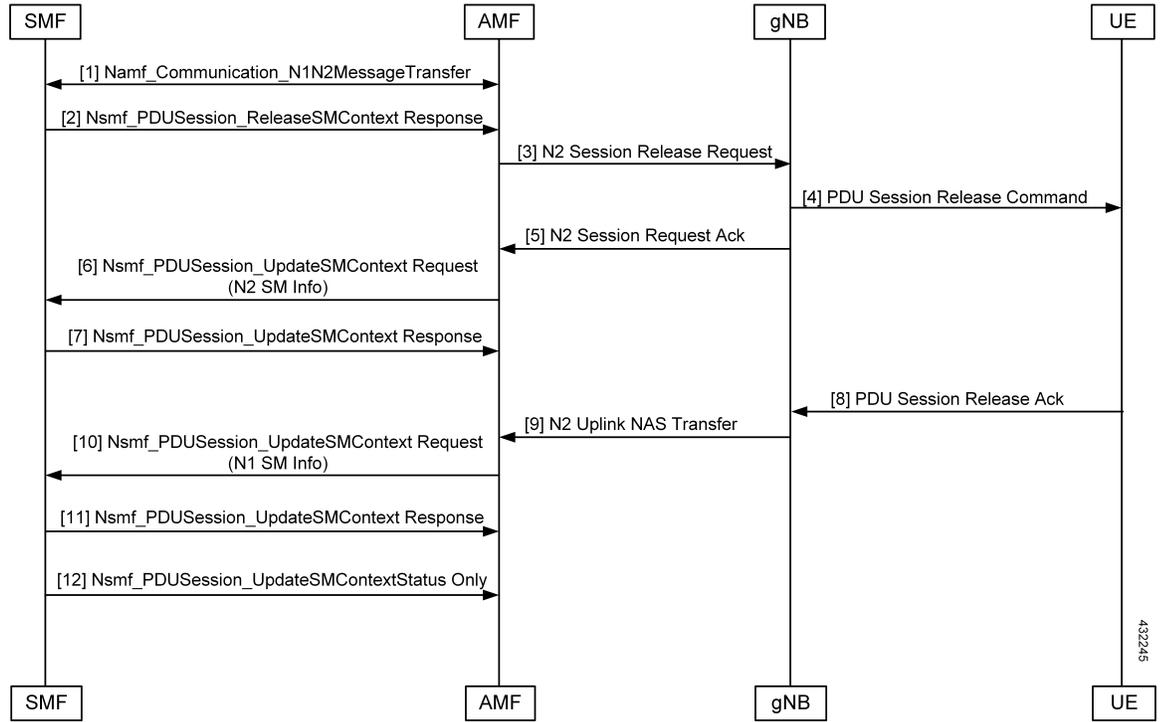 SMF
AMF
gNB
UE
[1] Namf_Communication_N1N2MessageTransfer
[2] Nsmf_PDUSession_ReleaseSMContext Response
[3] N2 Session Release Request
[4] PDU Session Release Command
[5] N2 Session Request Ack
[6] Nsmf_PDUSession_UpdateSMContext Request
(N2 SM Info)
[7] Nsmf_PDUSession_UpdateSMContext Response
[8] PDU Session Release Ack
[9] N2 Uplink NAS Transfer
[10] Nsmf_PDUSession_UpdateSMContext Request
(N1 SM Info)
[11] Nsmf_PDUSession_UpdateSMContext Response
[12] Nsmf_PDUSession_UpdateSMContextStatus Only
432245
SMF
AMF
gNB
UE